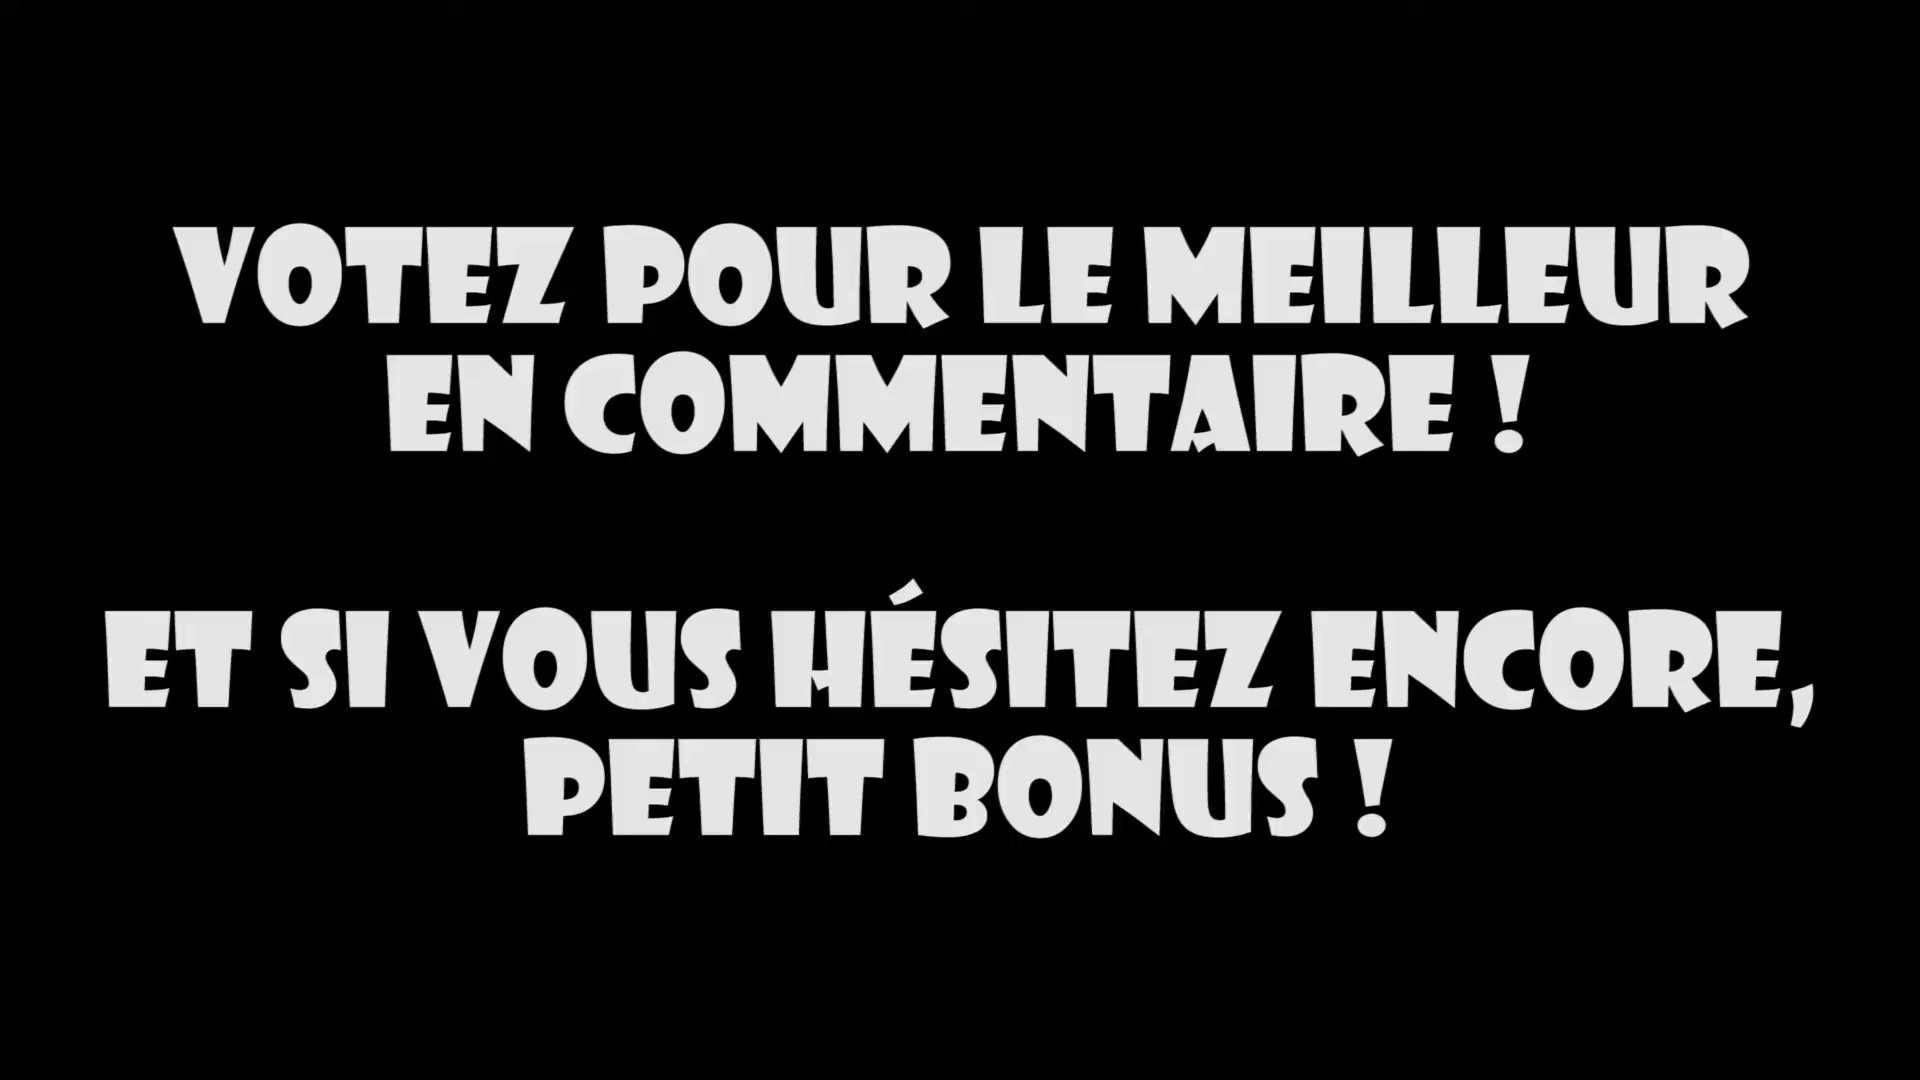 VOTEZ POUR LE MEILLEUR
EN COMMENTAIRE !
ET SI VOUS HÉSITEZ ENCORE,
PETIT BONUS !